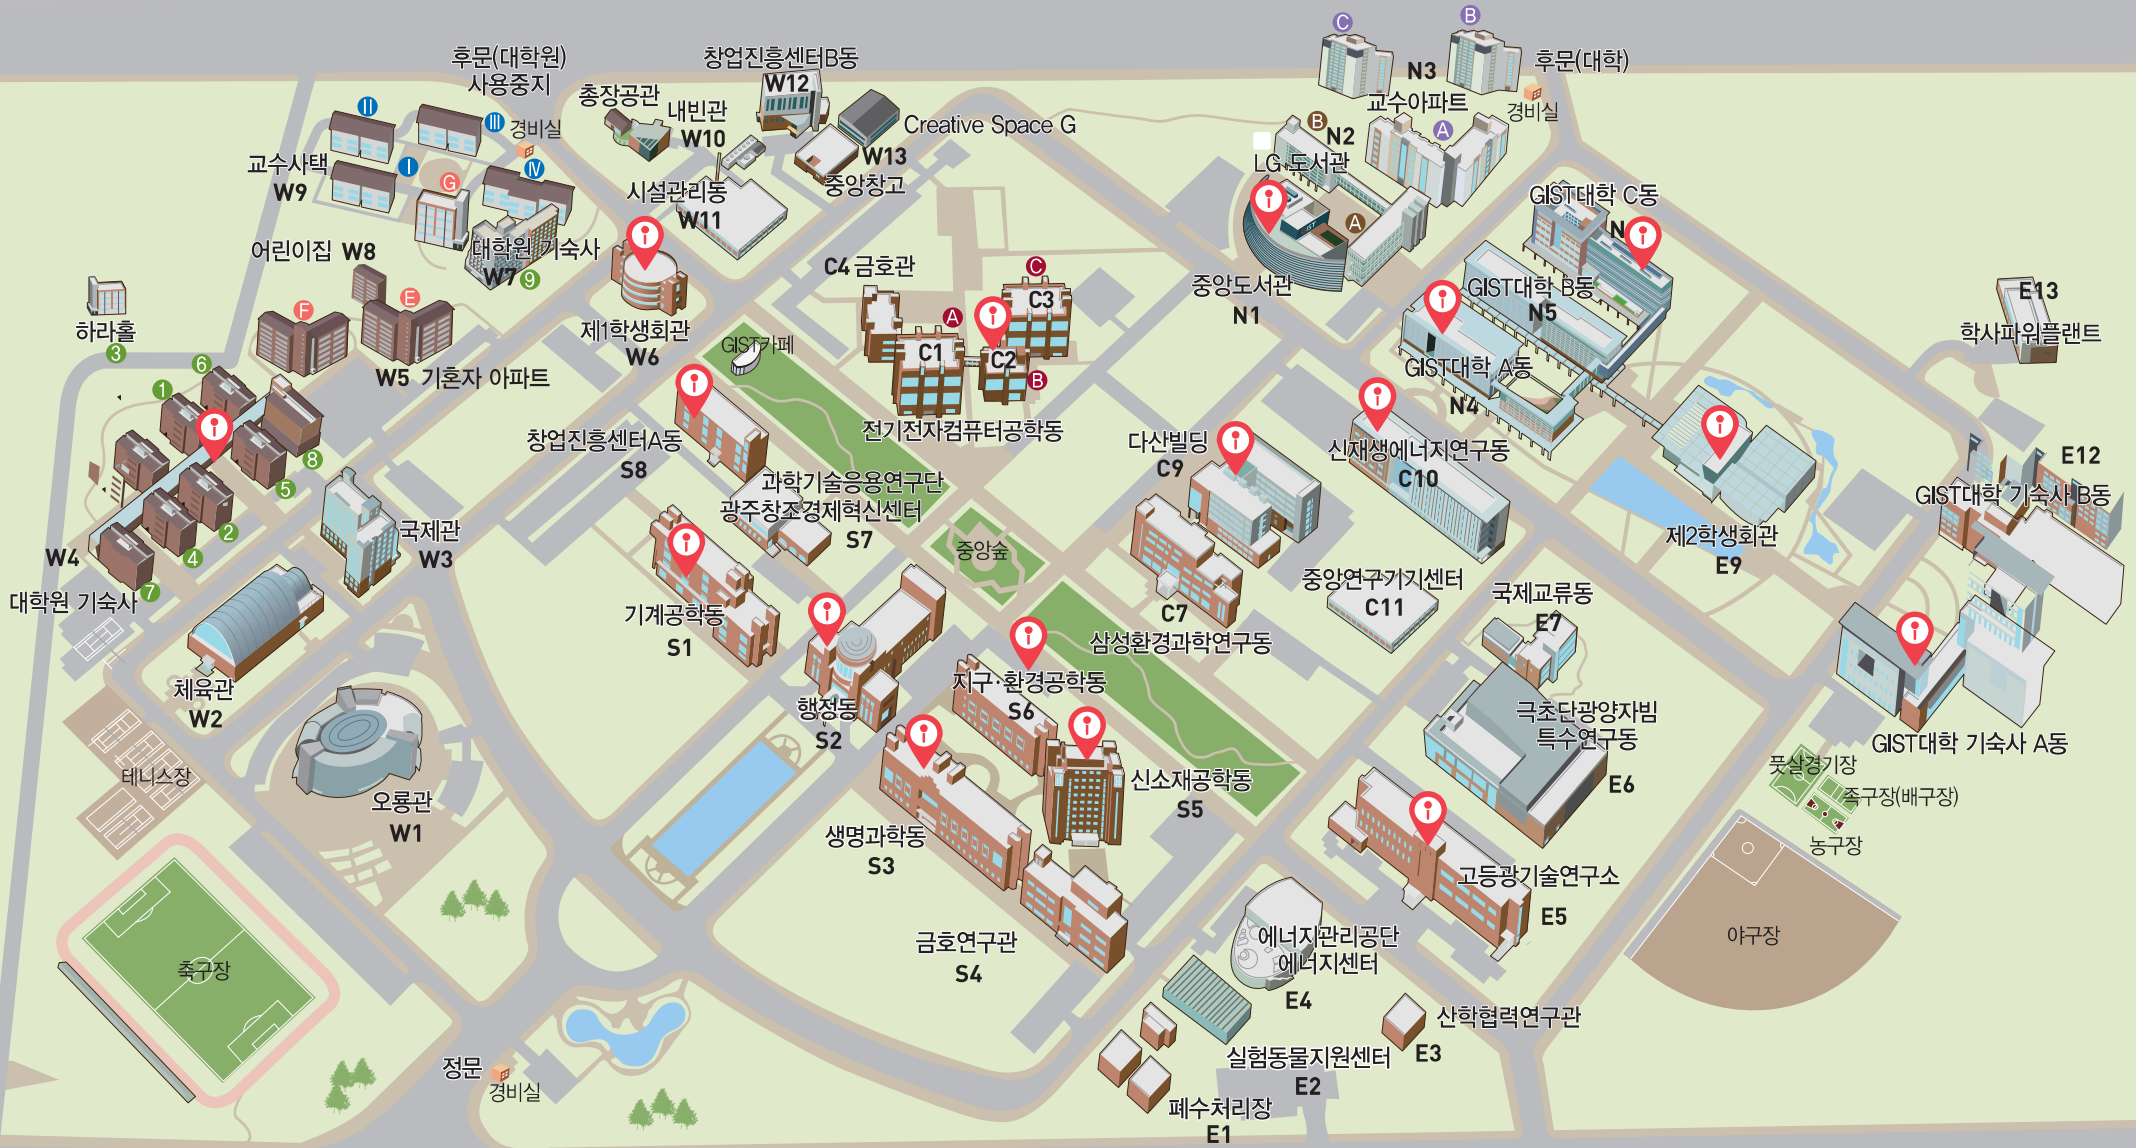 C
B
후문(대학원)
사용중지
창업진흥센터B동
W12
후문(대학)
N3
교수아파트
경비실
A
총장공관
내빈관
W10
Creative Space G
W13
중앙창고
II
III
경비실
I
IV
G
교수사택
W9
시설관리동
W11
B
N2
LG 도서관
A
GIST대학 C동
N
어린이집 W8
대학원 기숙사
W7
9
C4 금호관
C
C3
중앙도서관
N1
GIST대학 B동
N5
E13
학사파워플랜트
하라홀
3
F
E
제1학생회관
W6
GIST카페
A
C1
C2
B
GIST대학 A동
N4
W5 기혼자 아파트
6
1
8
5
2
4
7
W4
대학원 기숙사
창업진흥센터A동
S8
전기전자컴퓨터공학동
다산빌딩
C9
신재생에너지연구동
C10
E12
GIST대학 기숙사 B동
과학기술응용연구단
광주창조경제혁신센터
S7
국제관
W3
중앙숲
제2학생회관
E9
기계공학동
S1
C7
삼성환경과학연구동
중앙연구기기센터
C11
국제교류동
E7
체육관
W2
행정동
S2
지구·환경공학동
S6
극초단광양자빔
특수연구동
E6
GIST대학 기숙사 A동
테니스장
오룡관
W1
신소재공학동
S5
생명과학동
S3
풋살경기장
족구장(배구장)
농구장
고등광기술연구소
E5
금호연구관
S4
에너지관리공단
에너지센터
E4
야구장
축구장
산학협력연구관
E3
정문
경비실
실험동물지원센터
E2
폐수처리장
E1